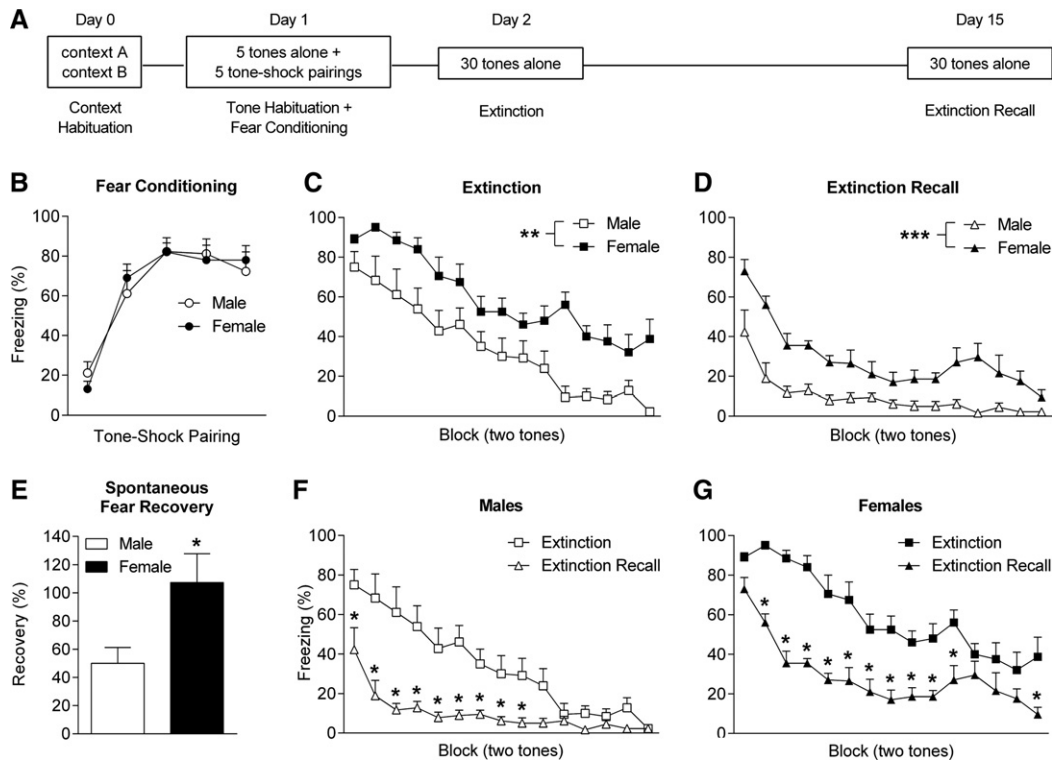 A
Day 0
Day 1
Day 2
Day 15
context A
context B
5 tones alone +
5 tone-shock pairings
30 tones alone
30 tones alone
Context
Habituation
Tone Habituation +
Fear Conditioning
Extinction
Extinction Recall
B
Fear Conditioning
100
80
60
40
20
0
Freezing (%)
Male
Female
Tone-Shock Pairing
C
Extinction
100
80
60
40
20
0
**
Male
Female
Block (two tones)
D
Extinction Recall
100
80
60
40
20
0
***
Male
Female
Block (two tones)
E
Spontaneous
Fear Recovery
140
120
100
80
60
40
20
0
Recovery (%)
Male
Female
*
F
Males
100
80
60
40
20
0
Freezing (%)
Extinction
Extinction Recall
* * * * * * * * *
Block (two tones)
G
Females
100
80
60
40
20
0
Extinction
Extinction Recall
* * * * * * * * * * *
Block (two tones)